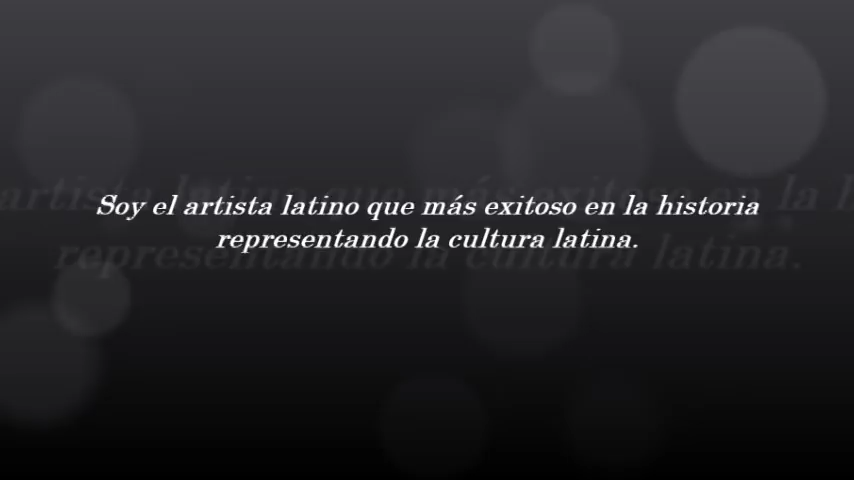 Soy el artista latino que más exitoso en la historia
representando la cultura latina.